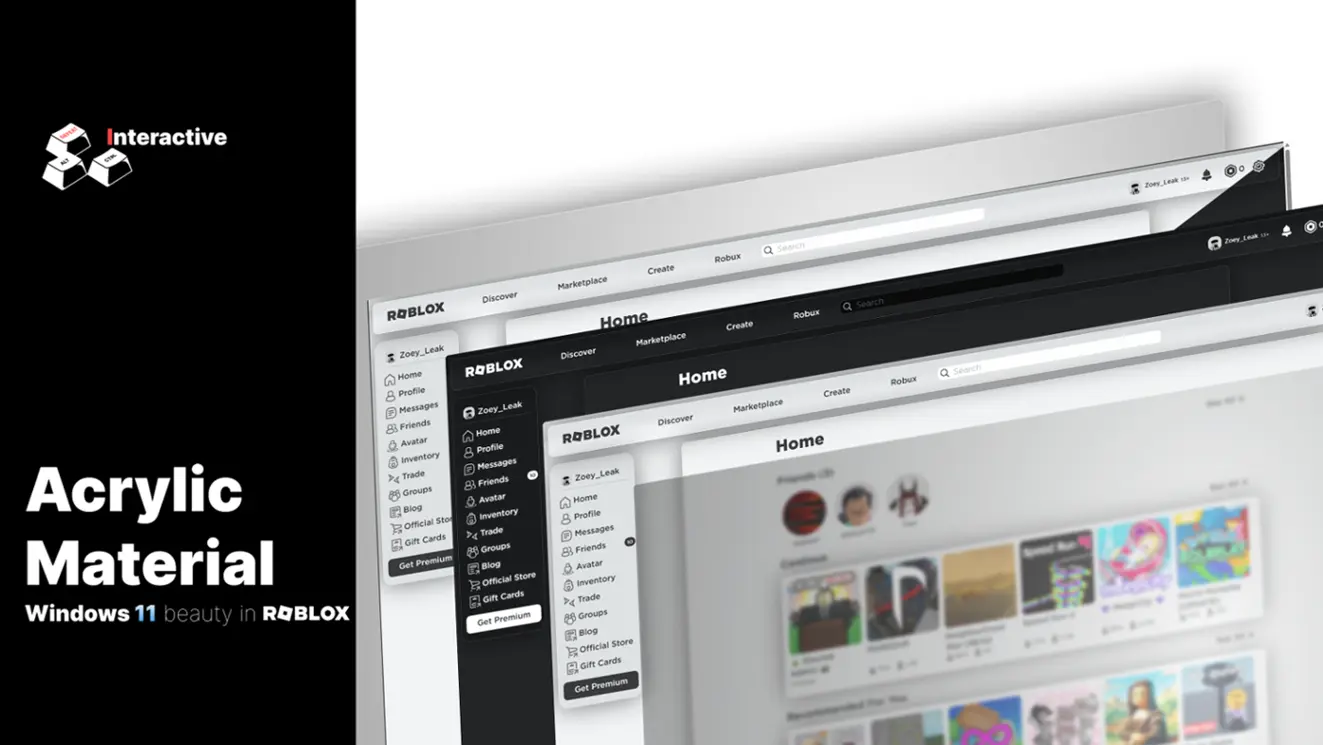 REPEAT
ALT
CTRL
Interactive
Acrylic
Material
Windows 11 beauty in ROBLOX
ROBLOX
Discover
Marketplace
Create
Robux
Search
Zoey_Leak 13+
0
Home
Zoey_Leak
Home
Profile
Messages
Friends
Avatar
Inventory
Trade
Groups
Blog
Official Stor
Gift Cards
Get Premium
ROBLOX
Discover
Marketplace
Create
Robux
Search
Zoey_Leak 13+
0
Home
Zoey_Leak
Home
Profile
Messages
Friends
Avatar
Inventory
Trade
Groups
Blog
Official Store
Gift Cards
Get Premium
ROBLOX
Discover
Marketplace
Create
Robux
Search
Home
Zoey_Leak
Home
Profile
Messages
Friends
Avatar
Inventory
Trade
Groups
Blog
Official Store
Gift Cards
Get Premium
Friends
Continue
Recommended For You